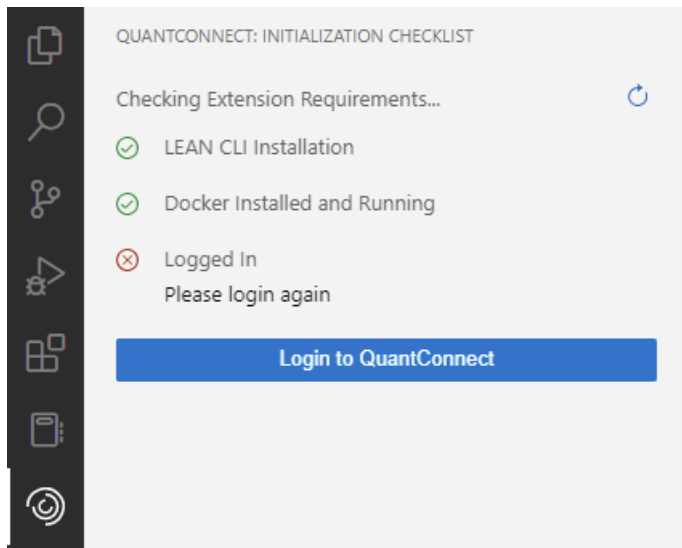 QUANTCONNECT: INITIALIZATION CHECKLIST
Checking Extension Requirements...
LEAN CLI Installation
Docker Installed and Running
Logged In
Please login again
Login to QuantConnect